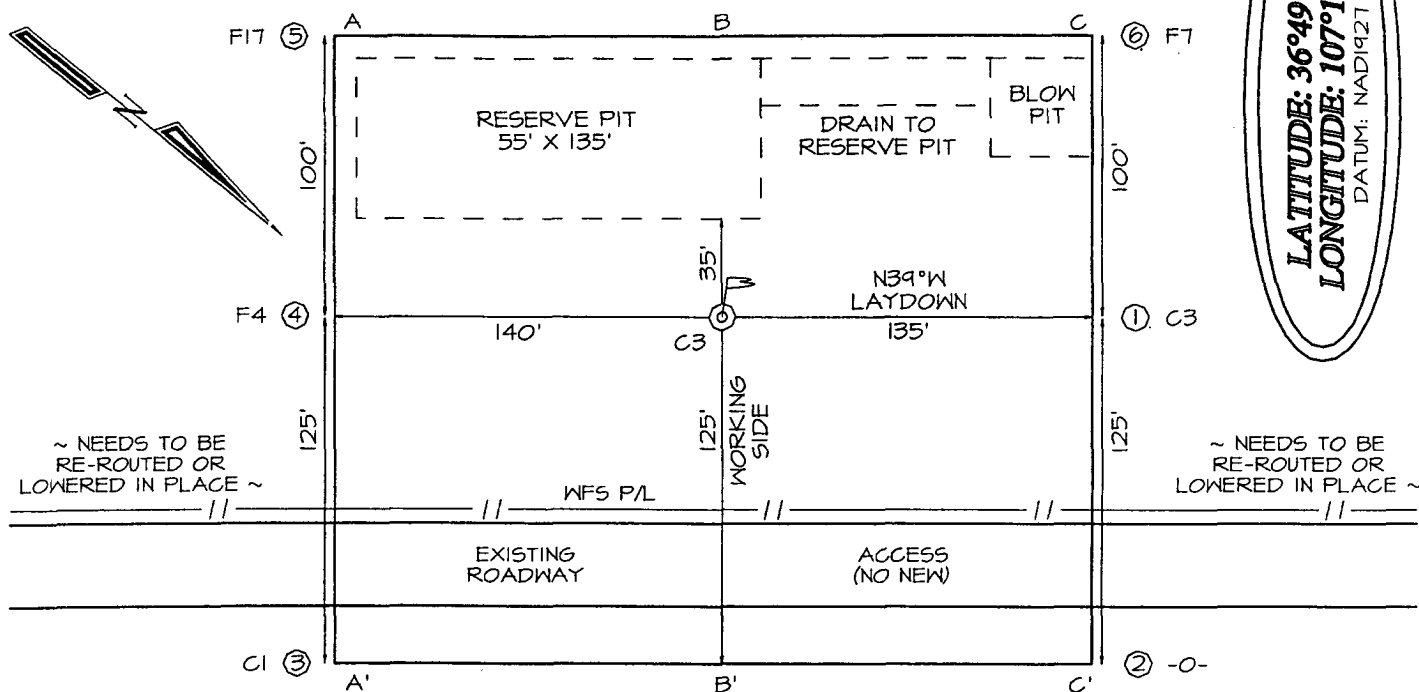 A
B
C
F17 ⑤
⑥ F7
N
RESERVE PIT
55' X 135'
DRAIN TO
RESERVE PIT
BLOW
PIT
100'
100'
LATITUDE: 36°49
LONGITUDE: 107°1
DATUM: NAD1927
35'
N39°W
LAYDOWN
F4 ④
140'
C3
135'
① C3
125'
125'
WORKING
SIDE
125'
~ NEEDS TO BE
RE-ROUTED OR
LOWERED IN PLACE ~
~ NEEDS TO BE
RE-ROUTED OR
LOWERED IN PLACE ~
WFS P/L
EXISTING
ROADWAY
ACCESS
(NO NEW)
C1 ③
② -0-
A'
B'
C'